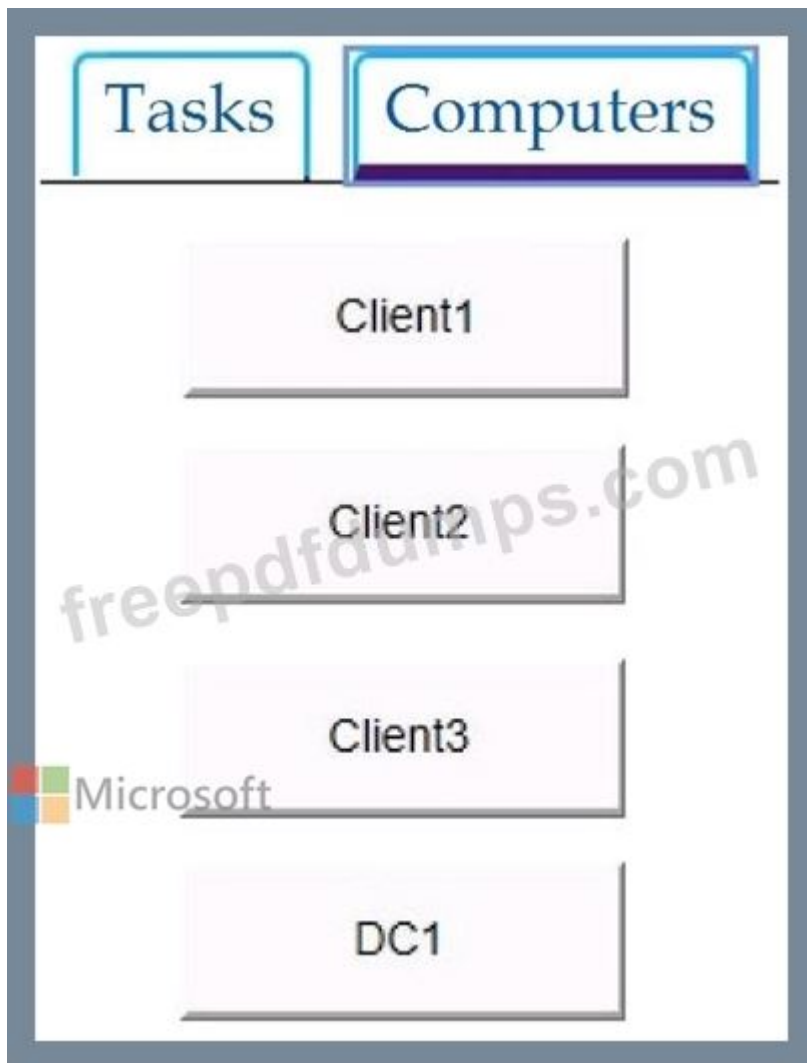 Tasks Computers
Client1
Client2
freepdfdumps.com
Client3
Microsoft
DC1